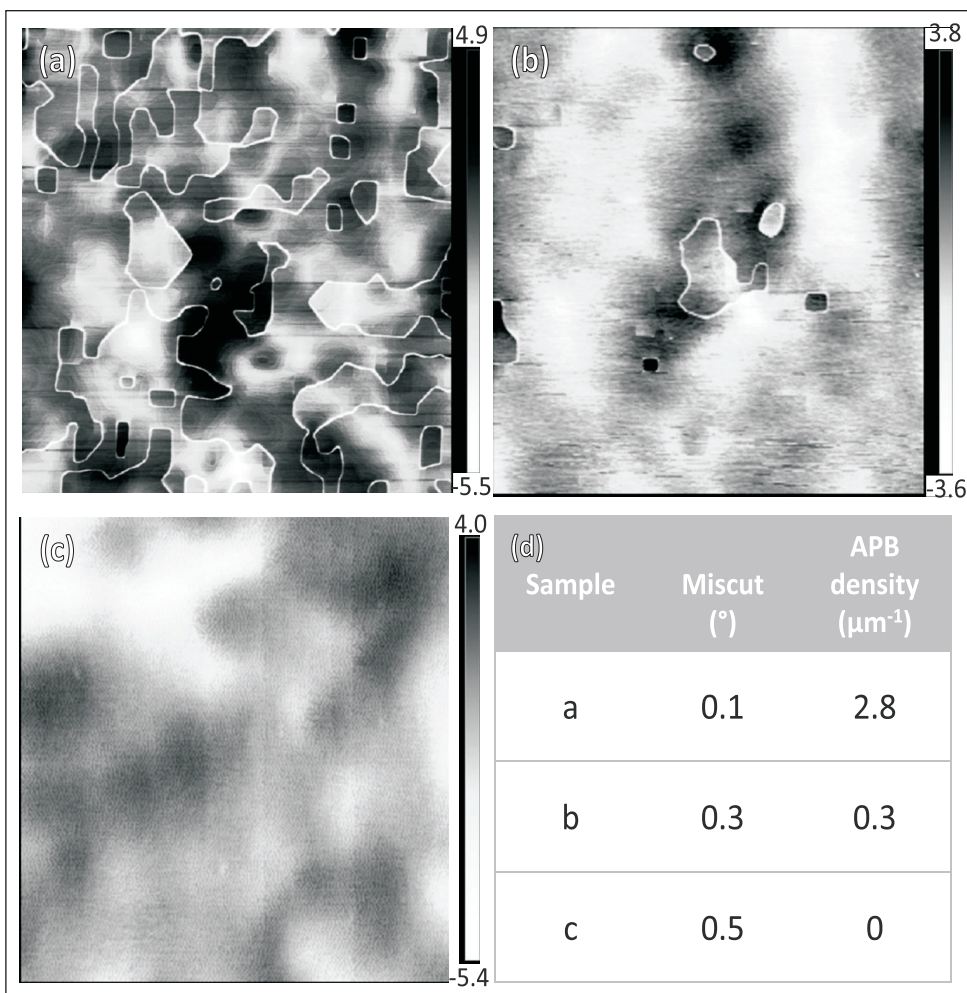 (a)
4.9
-5.5
(b)
3.8
-3.6
(c)
4.0
-5.4
(d)
Sample
Miscut
(°)
APB
density
(µm⁻¹)
a 0.1 2.8
b 0.3 0.3
c 0.5 0